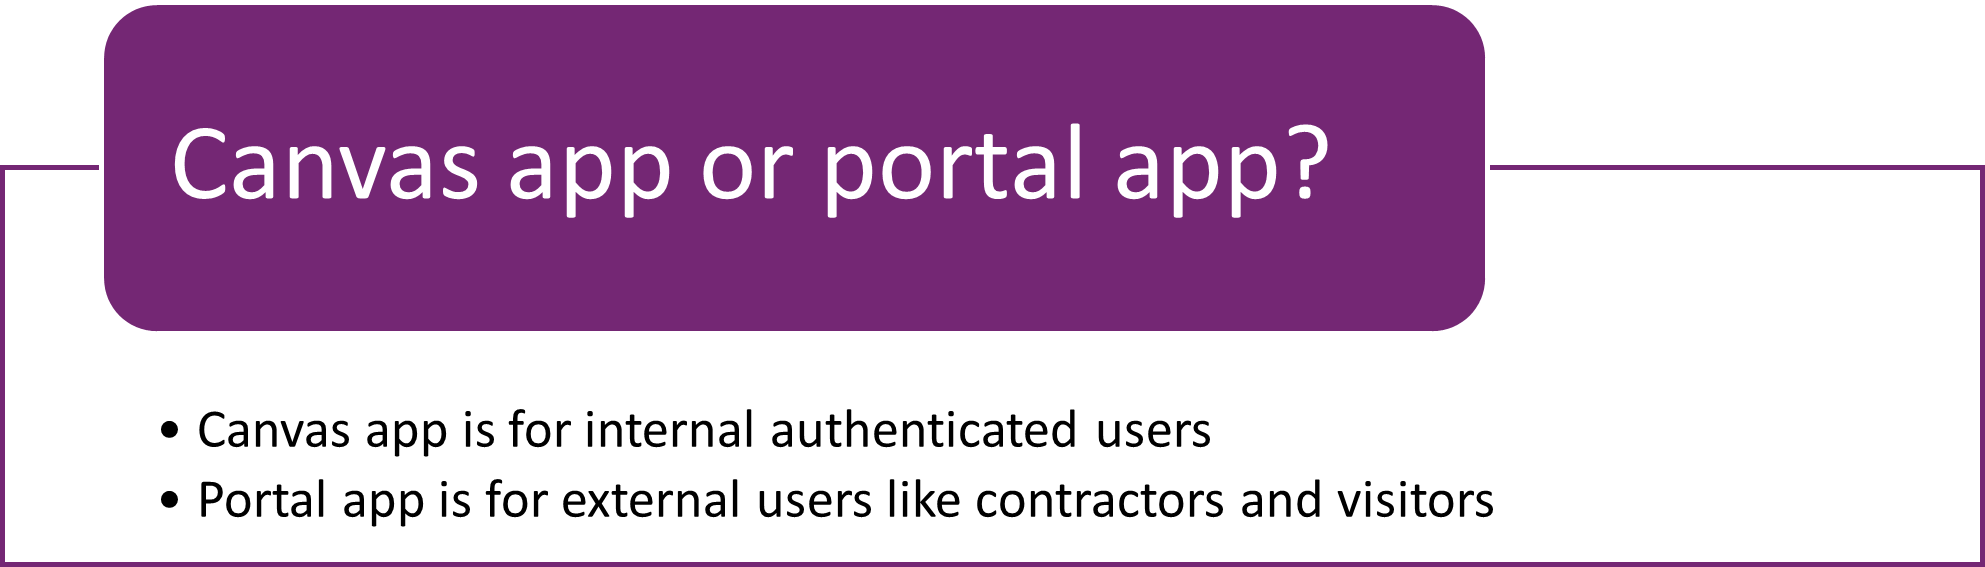 Canvas app or portal app?
• Canvas app is for internal authenticated users
• Portal app is for external users like contractors and visitors